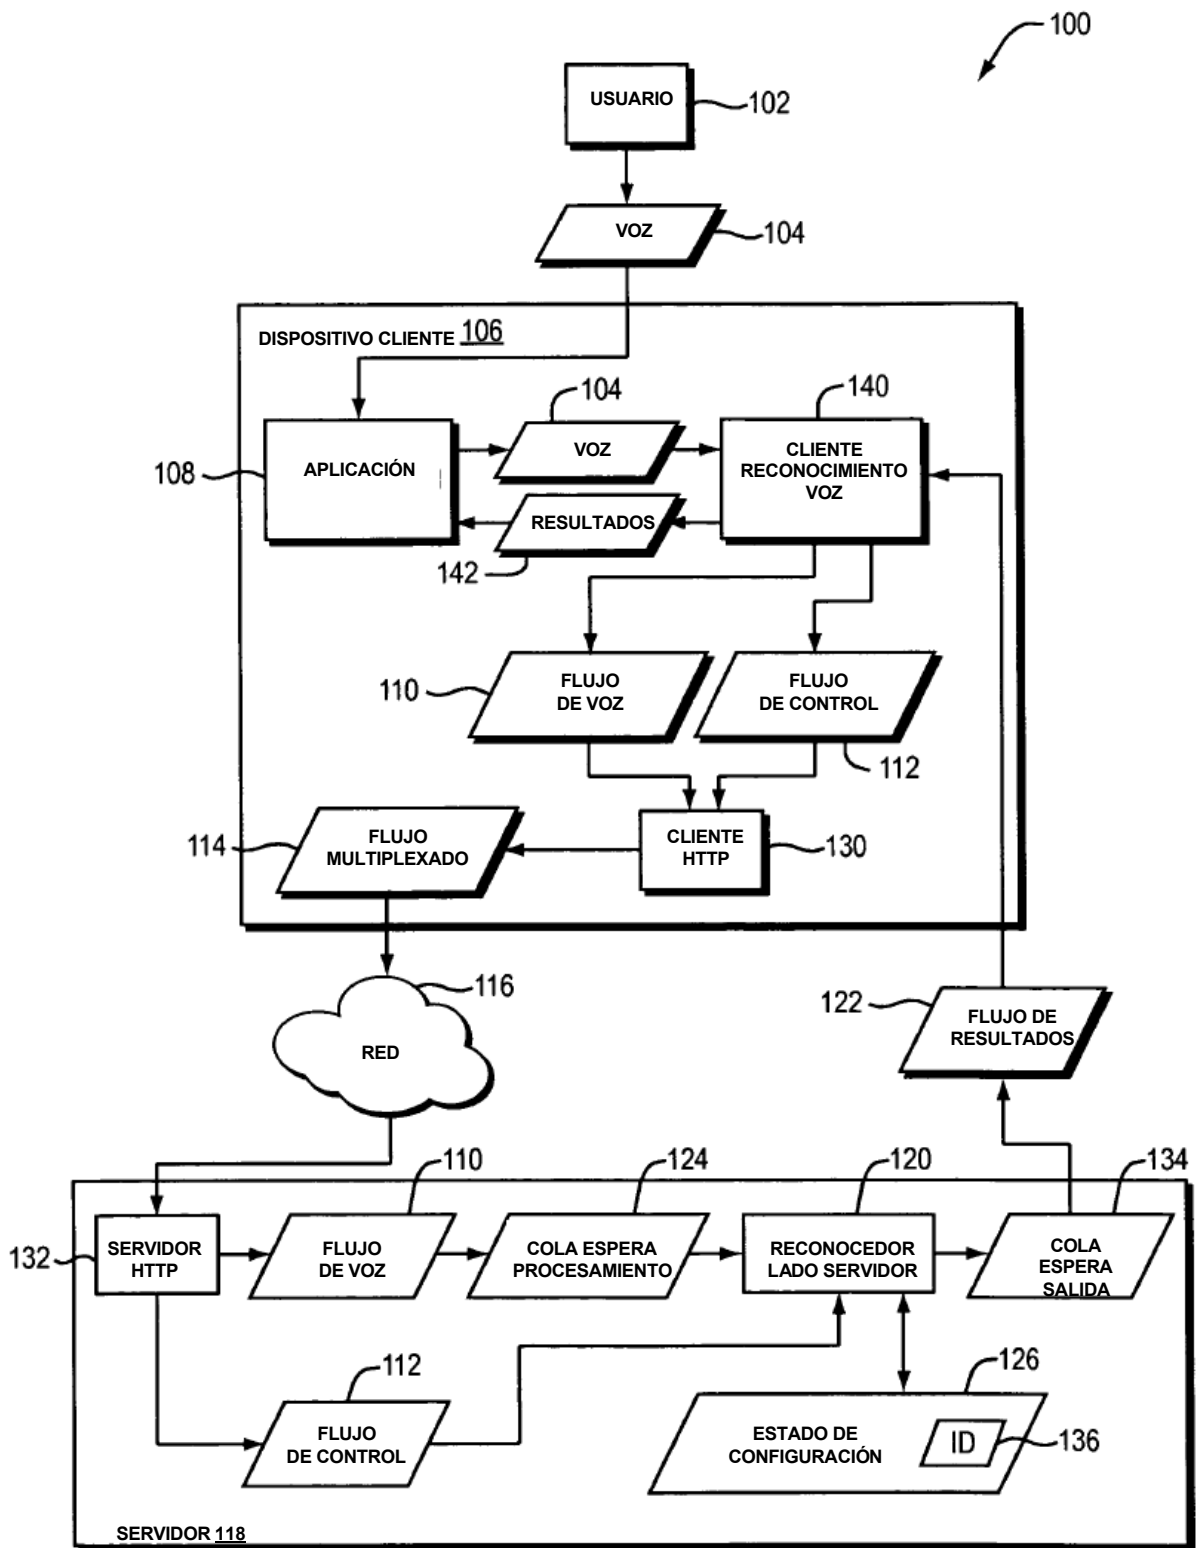 100
USUARIO
102
VOZ
104
DISPOSITIVO CLIENTE 106
104
140
108
APLICACIÓN
VOZ
CLIENTE
RECONOCIMIENTO
VOZ
RESULTADOS
142
110
FLUJO
DE VOZ
FLUJO
DE CONTROL
112
114
FLUJO
MULTIPLEXADO
CLIENTE
HTTP
130
116
RED
122
FLUJO DE
RESULTADOS
110
124
120
134
132
SERVIDOR
HTTP
FLUJO
DE VOZ
COLA ESPERA
PROCESAMIENTO
RECONOCEDOR
LADO SERVIDOR
COLA
ESPERA
SALIDA
112
126
FLUJO
DE CONTROL
ESTADO DE
CONFIGURACIÓN
ID
136
SERVIDOR 118